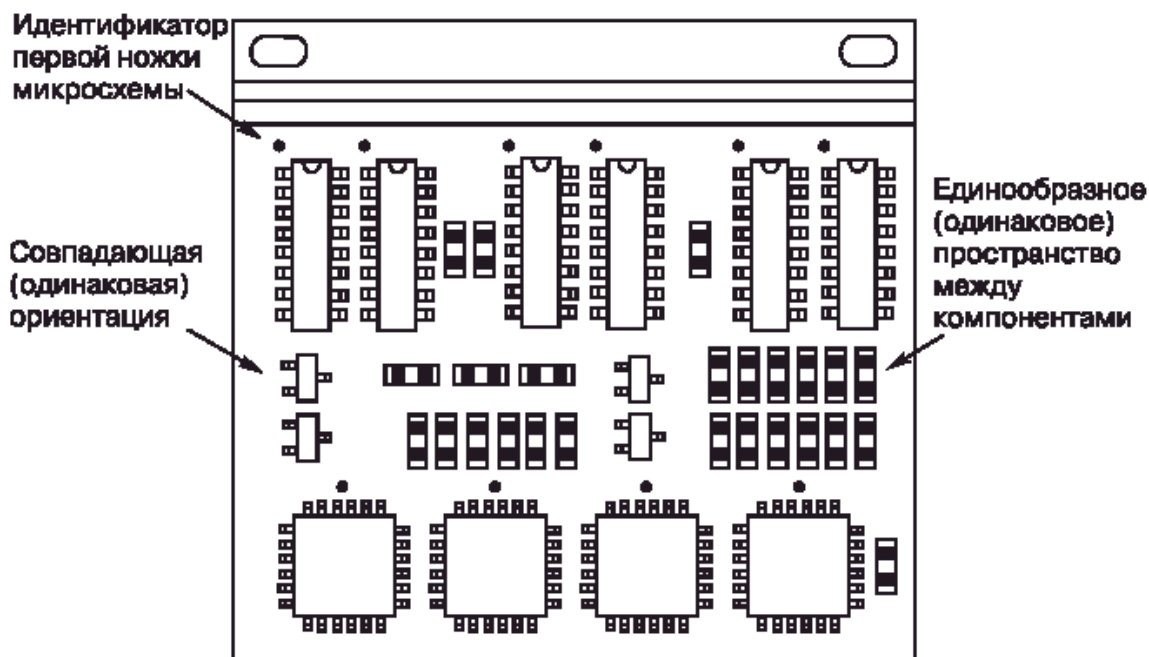 Идентификатор
первой ножки
микросхемы
Совпадающая
(одинаковая)
ориентация
Единообразное
(одинаковое)
пространство
между
компонентами